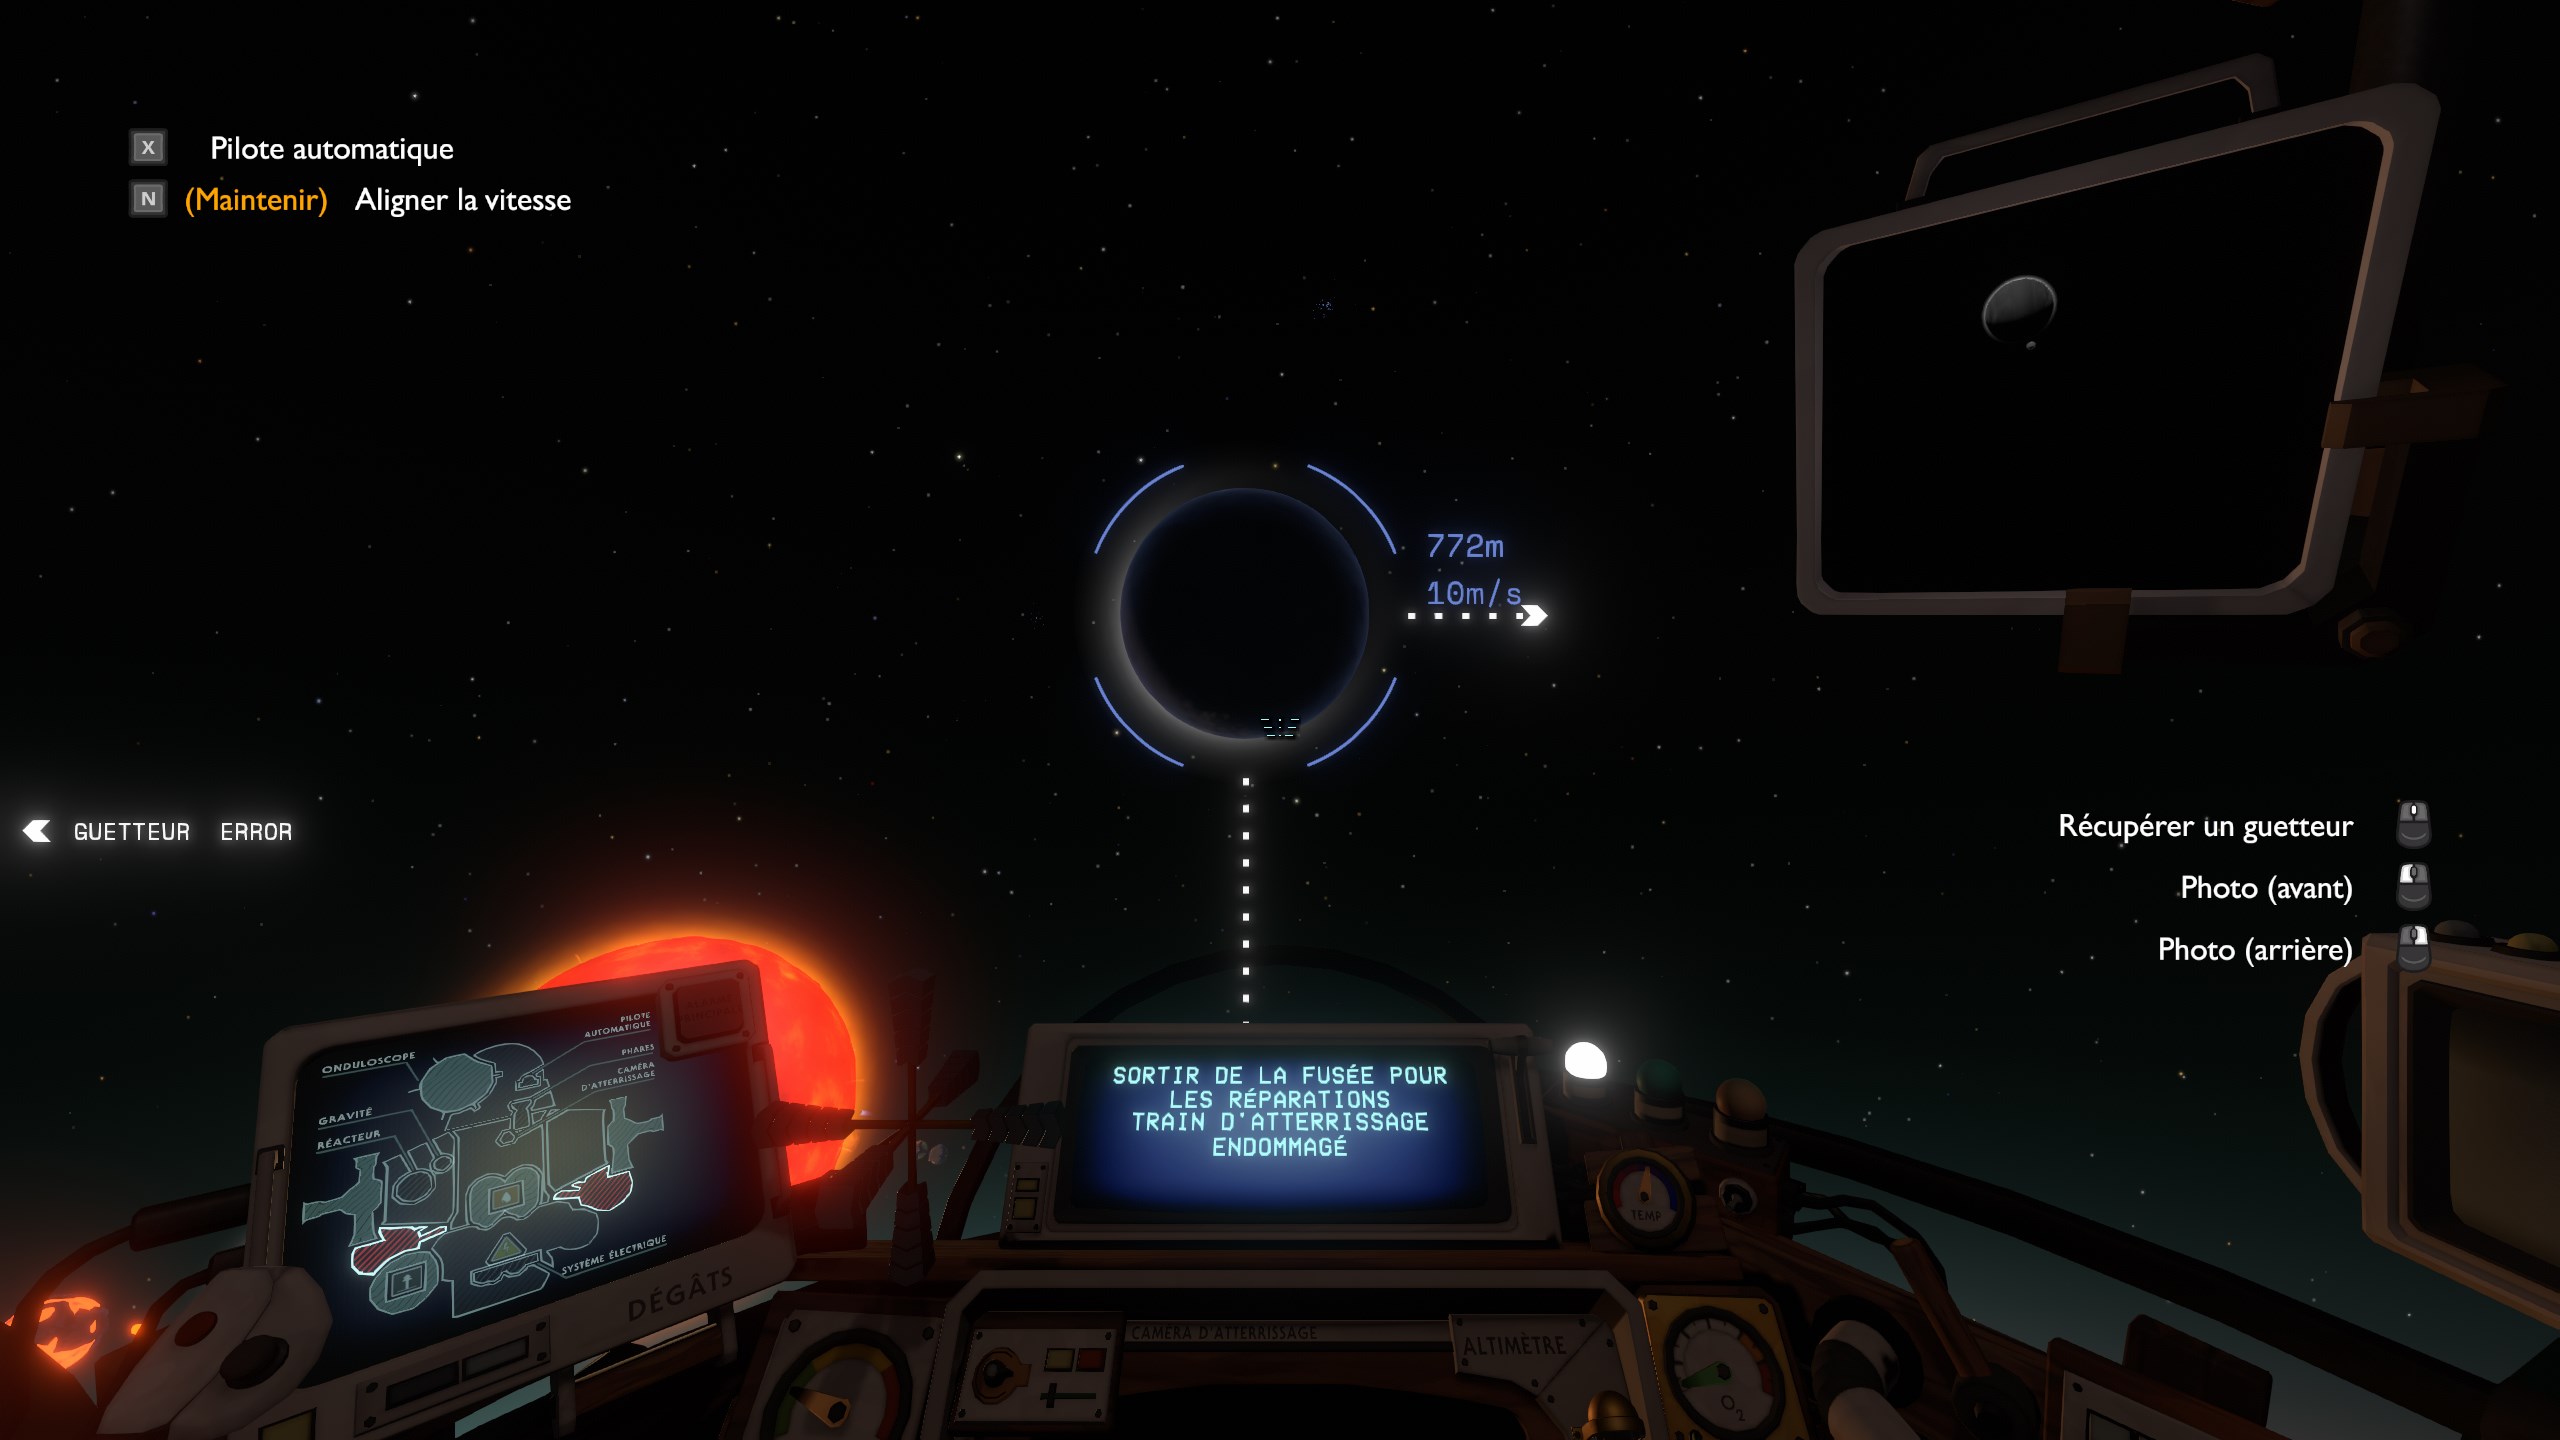 X Pilote automatique
N (Maintenir) Aligner la vitesse
772m
10m/s
GUETTEUR ERROR
Récupérer un guetteur
Photo (avant)
Photo (arrière)
PILOTE
AUTOMATIQUE
ONDULOSCOPE
PHARES
CAMÉRA
D'ATTERRISSAGE
GRAVITÉ
RÉACTEUR
SYSTÈME ÉLECTRIQUE
DÉGÂTS
SORTIR DE LA FUSÉE POUR
LES RÉPARATIONS
TRAIN D'ATTERRISSAGE
ENDOMMAGÉ
TEMP
CAMÉRA D'ATTERRISSAGE
ALTIMÈTRE
O2